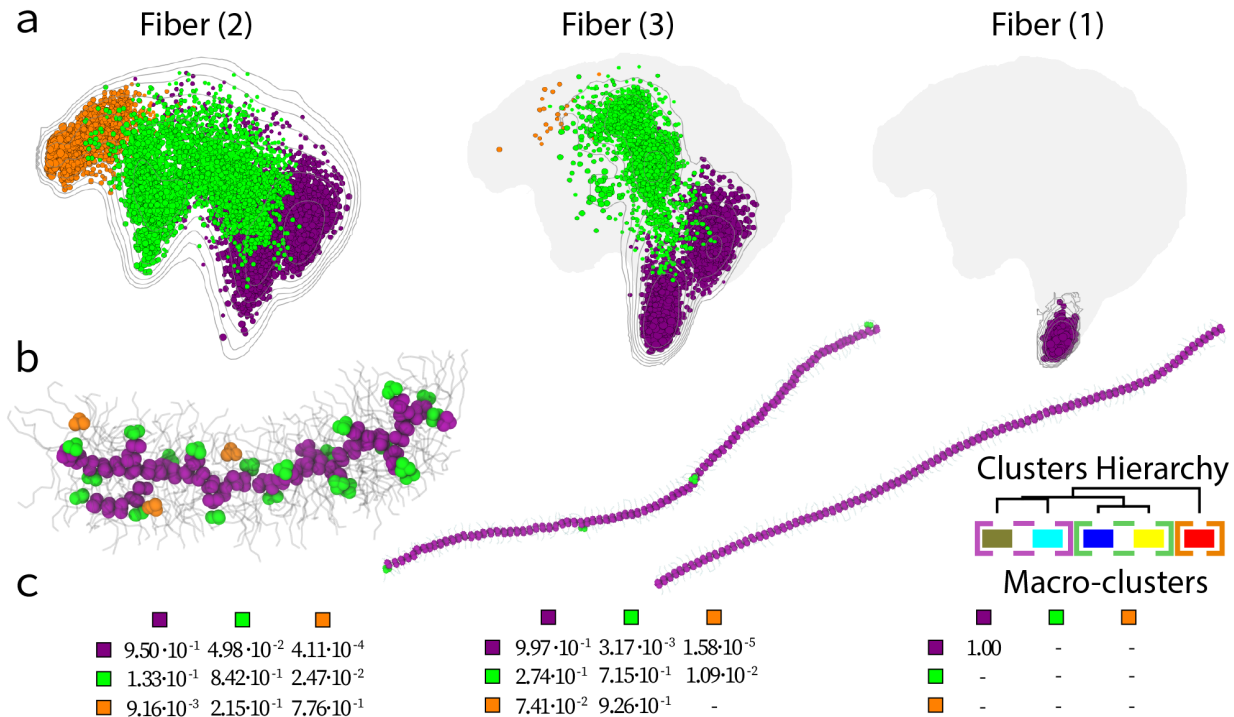 a
Fiber (2) Fiber (3) Fiber (1)
b
Clusters Hierarchy
Macro-clusters
c
9.50·10⁻¹ 4.98·10⁻² 4.11·10⁻⁴
1.33·10⁻¹ 8.42·10⁻¹ 2.47·10⁻²
9.16·10⁻³ 2.15·10⁻¹ 7.76·10⁻¹
9.97·10⁻¹ 3.17·10⁻³ 1.58·10⁻⁵
2.74·10⁻¹ 7.15·10⁻¹ 1.09·10⁻²
7.41·10⁻² 9.26·10⁻¹ -
1.00 - -
- - -
- - -